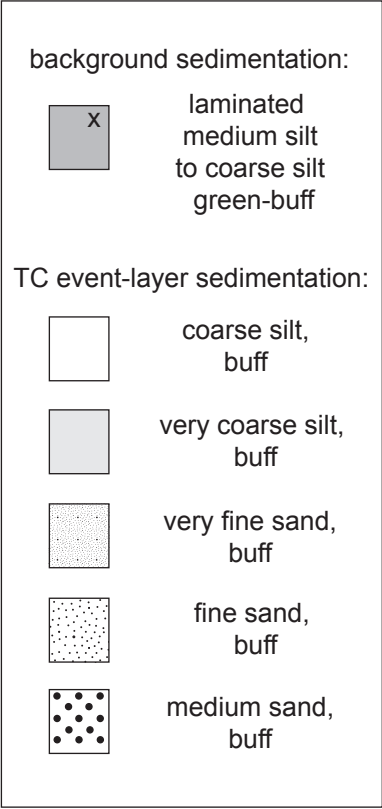 background sedimentation:
x
laminated
medium silt
to coarse silt
green-buff
TC event-layer sedimentation:
coarse silt,
buff
very coarse silt,
buff
very fine sand,
buff
fine sand,
buff
medium sand,
buff